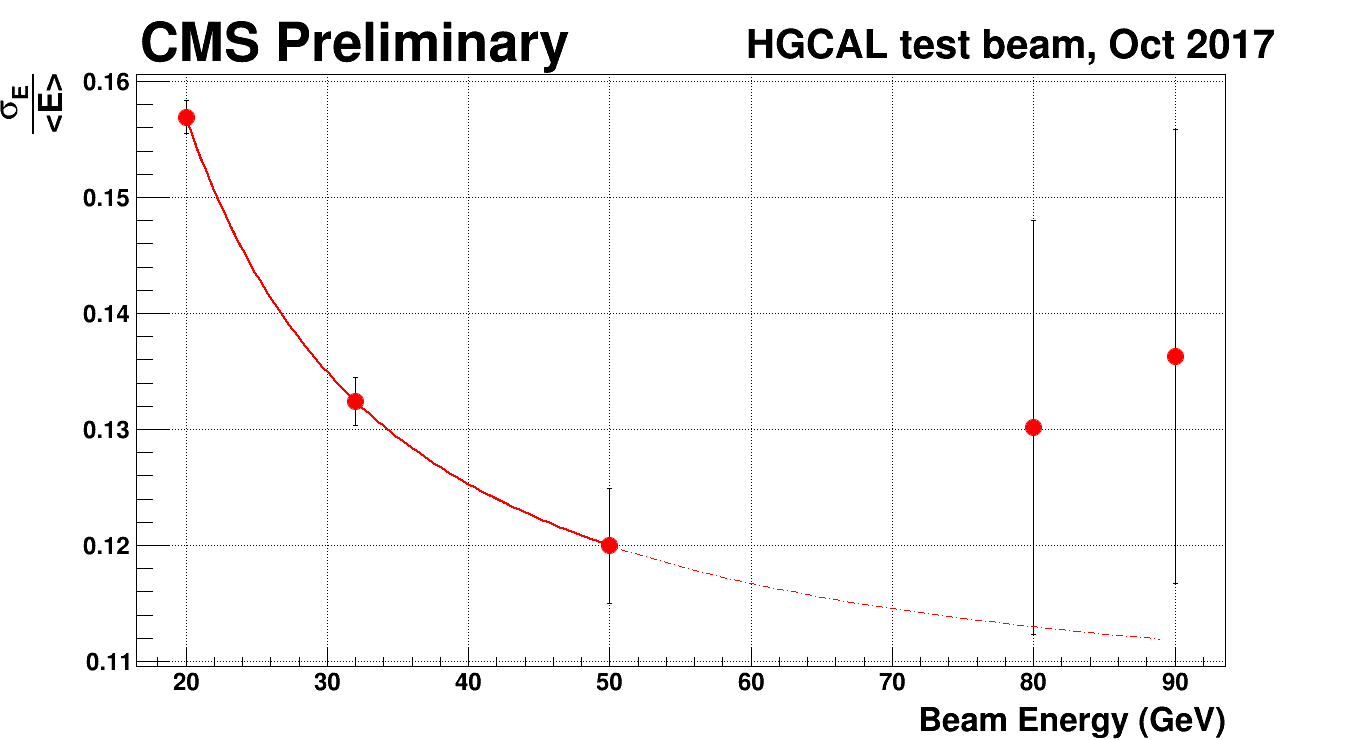 CMS Preliminary
HGCAL test beam, Oct 2017
σE
<E>
0.16
0.15
0.14
0.13
0.12
0.11
20 30 40 50 60 70 80 90
Beam Energy (GeV)